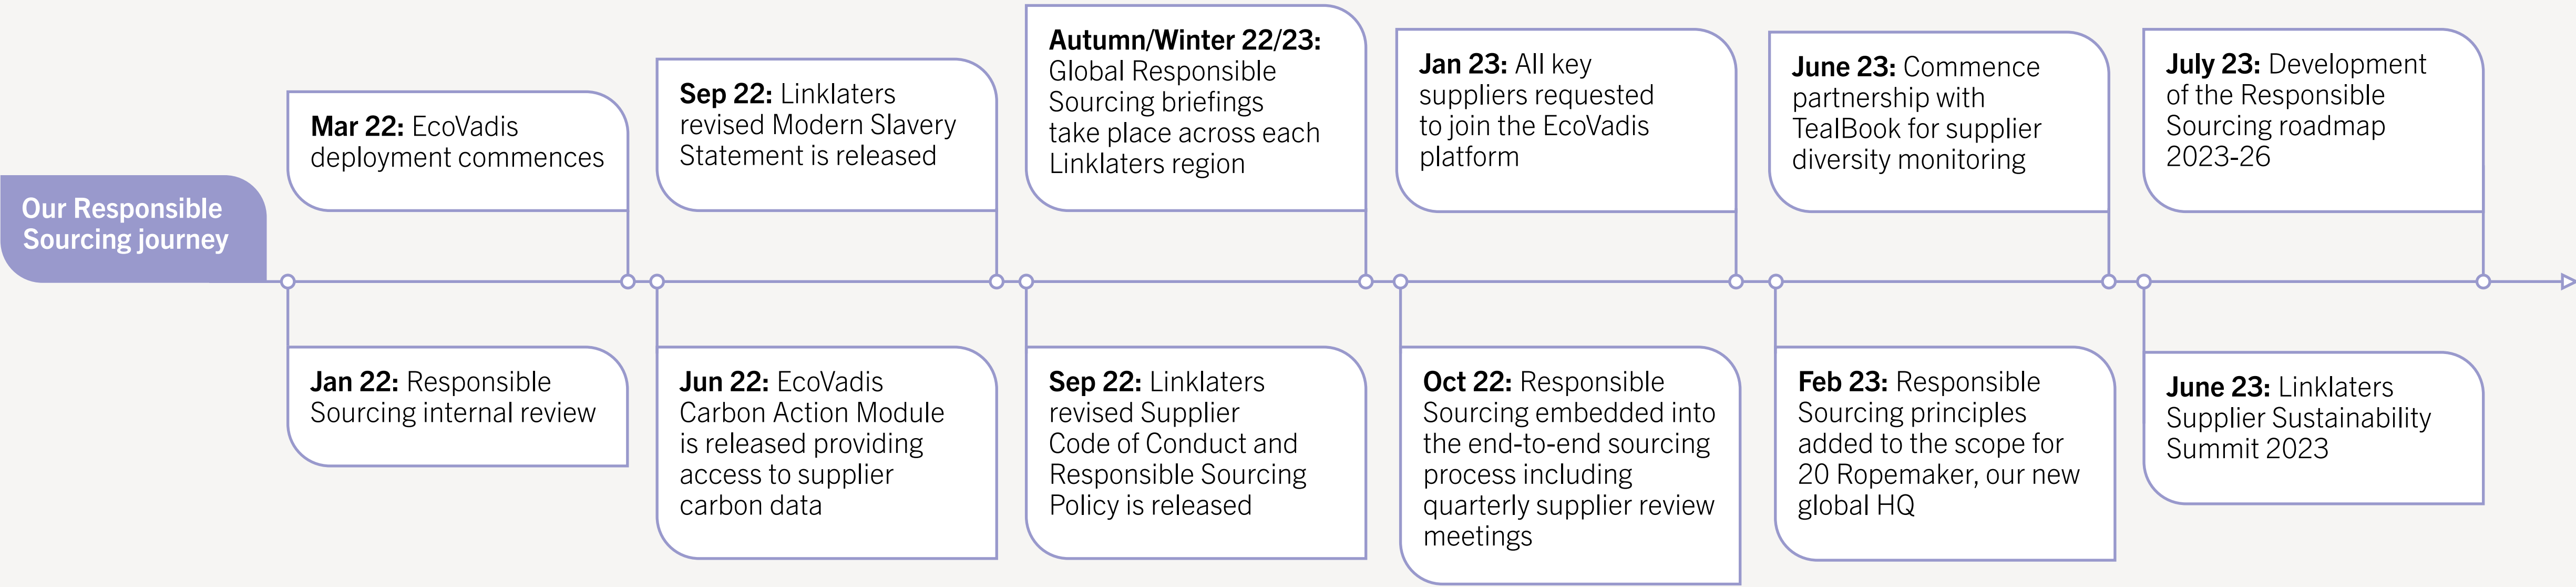 Our Responsible
Sourcing journey
Jan 22: Responsible
Sourcing internal review
Mar 22: EcoVadis
deployment commences
Jun 22: EcoVadis
Carbon Action Module
is released providing
access to supplier
carbon data
Sep 22: Linklaters
revised Modern Slavery
Statement is released
Sep 22: Linklaters
revised Supplier
Code of Conduct and
Responsible Sourcing
Policy is released
Autumn/Winter 22/23:
Global Responsible
Sourcing briefings
take place across each
Linklaters region
Oct 22: Responsible
Sourcing embedded into
the end-to-end sourcing
process including
quarterly supplier review
meetings
Jan 23: All key
suppliers requested
to join the EcoVadis
platform
Feb 23: Responsible
Sourcing principles
added to the scope for
20 Ropemaker, our new
global HQ
June 23: Commence
partnership with
TealBook for supplier
diversity monitoring
June 23: Linklaters
Supplier Sustainability
Summit 2023
July 23: Development
of the Responsible
Sourcing roadmap
2023-26